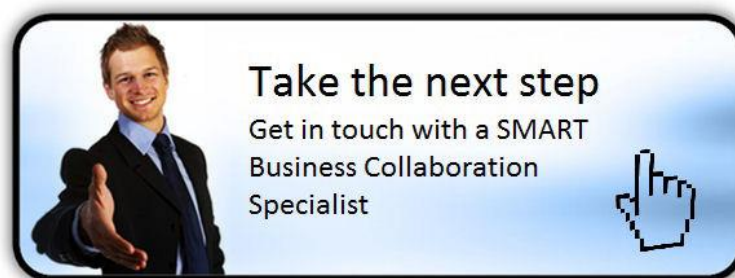 Take the next step
Get in touch with a SMART
Business Collaboration
Specialist